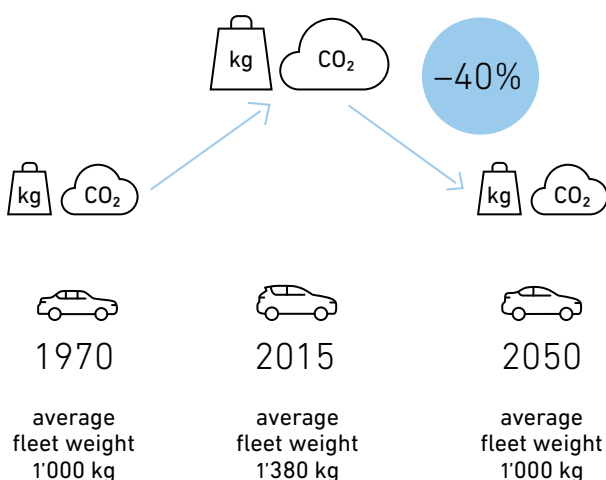 kg CO₂ –40%
kg CO₂
kg CO₂
1970
2015
2050
average
fleet weight
1'000 kg
average
fleet weight
1'380 kg
average
fleet weight
1'000 kg